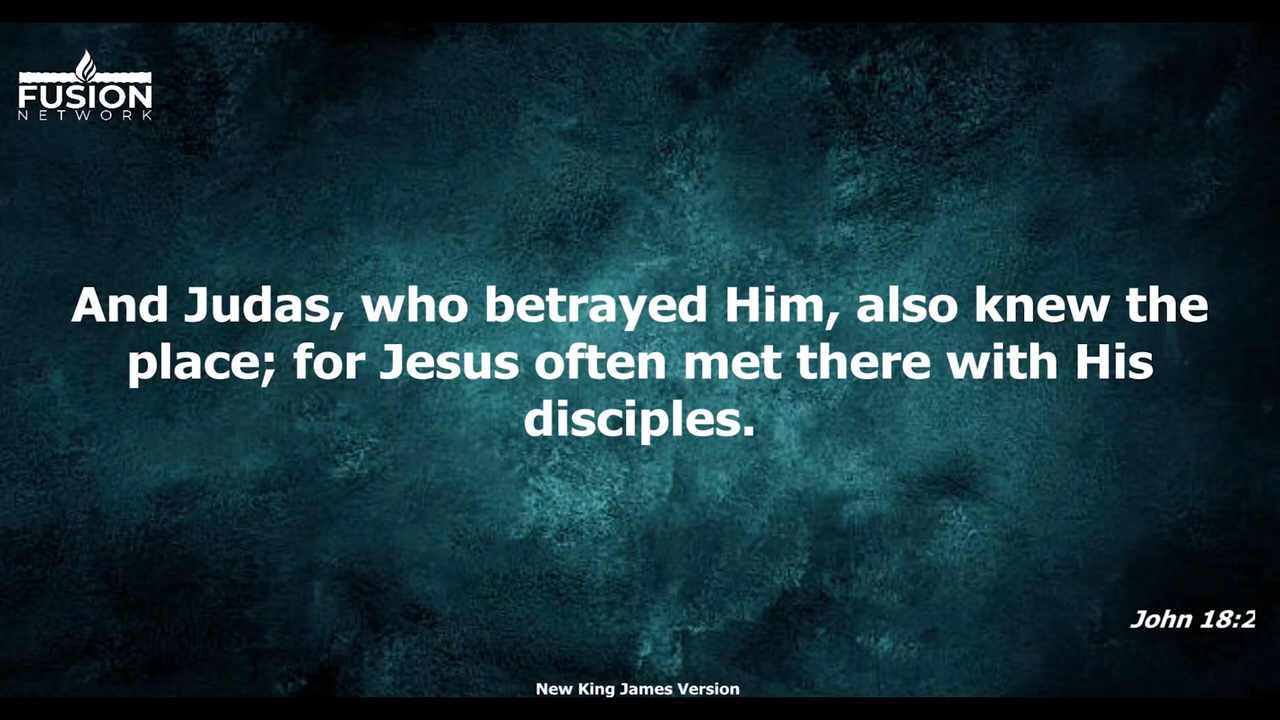 FUSION
NETWORK
And Judas, who betrayed Him, also knew the
place; for Jesus often met there with His
disciples.
John 18:2
New King James Version